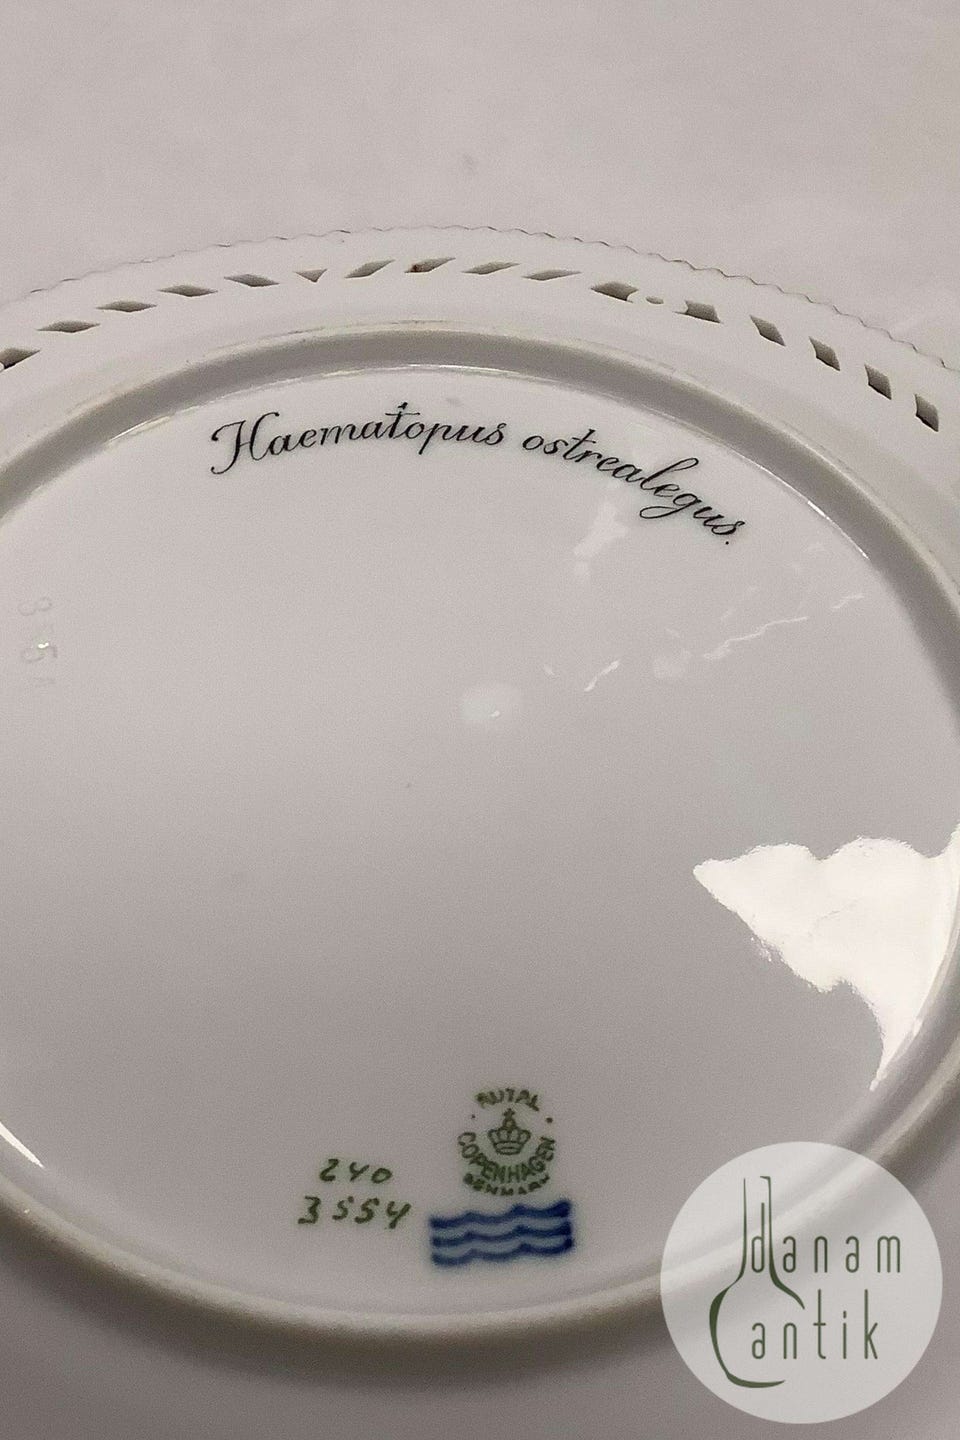 Haematopus ostrealegus.
ROYAL
COPENHAGEN
DENMARK
240
3554
danam
antik